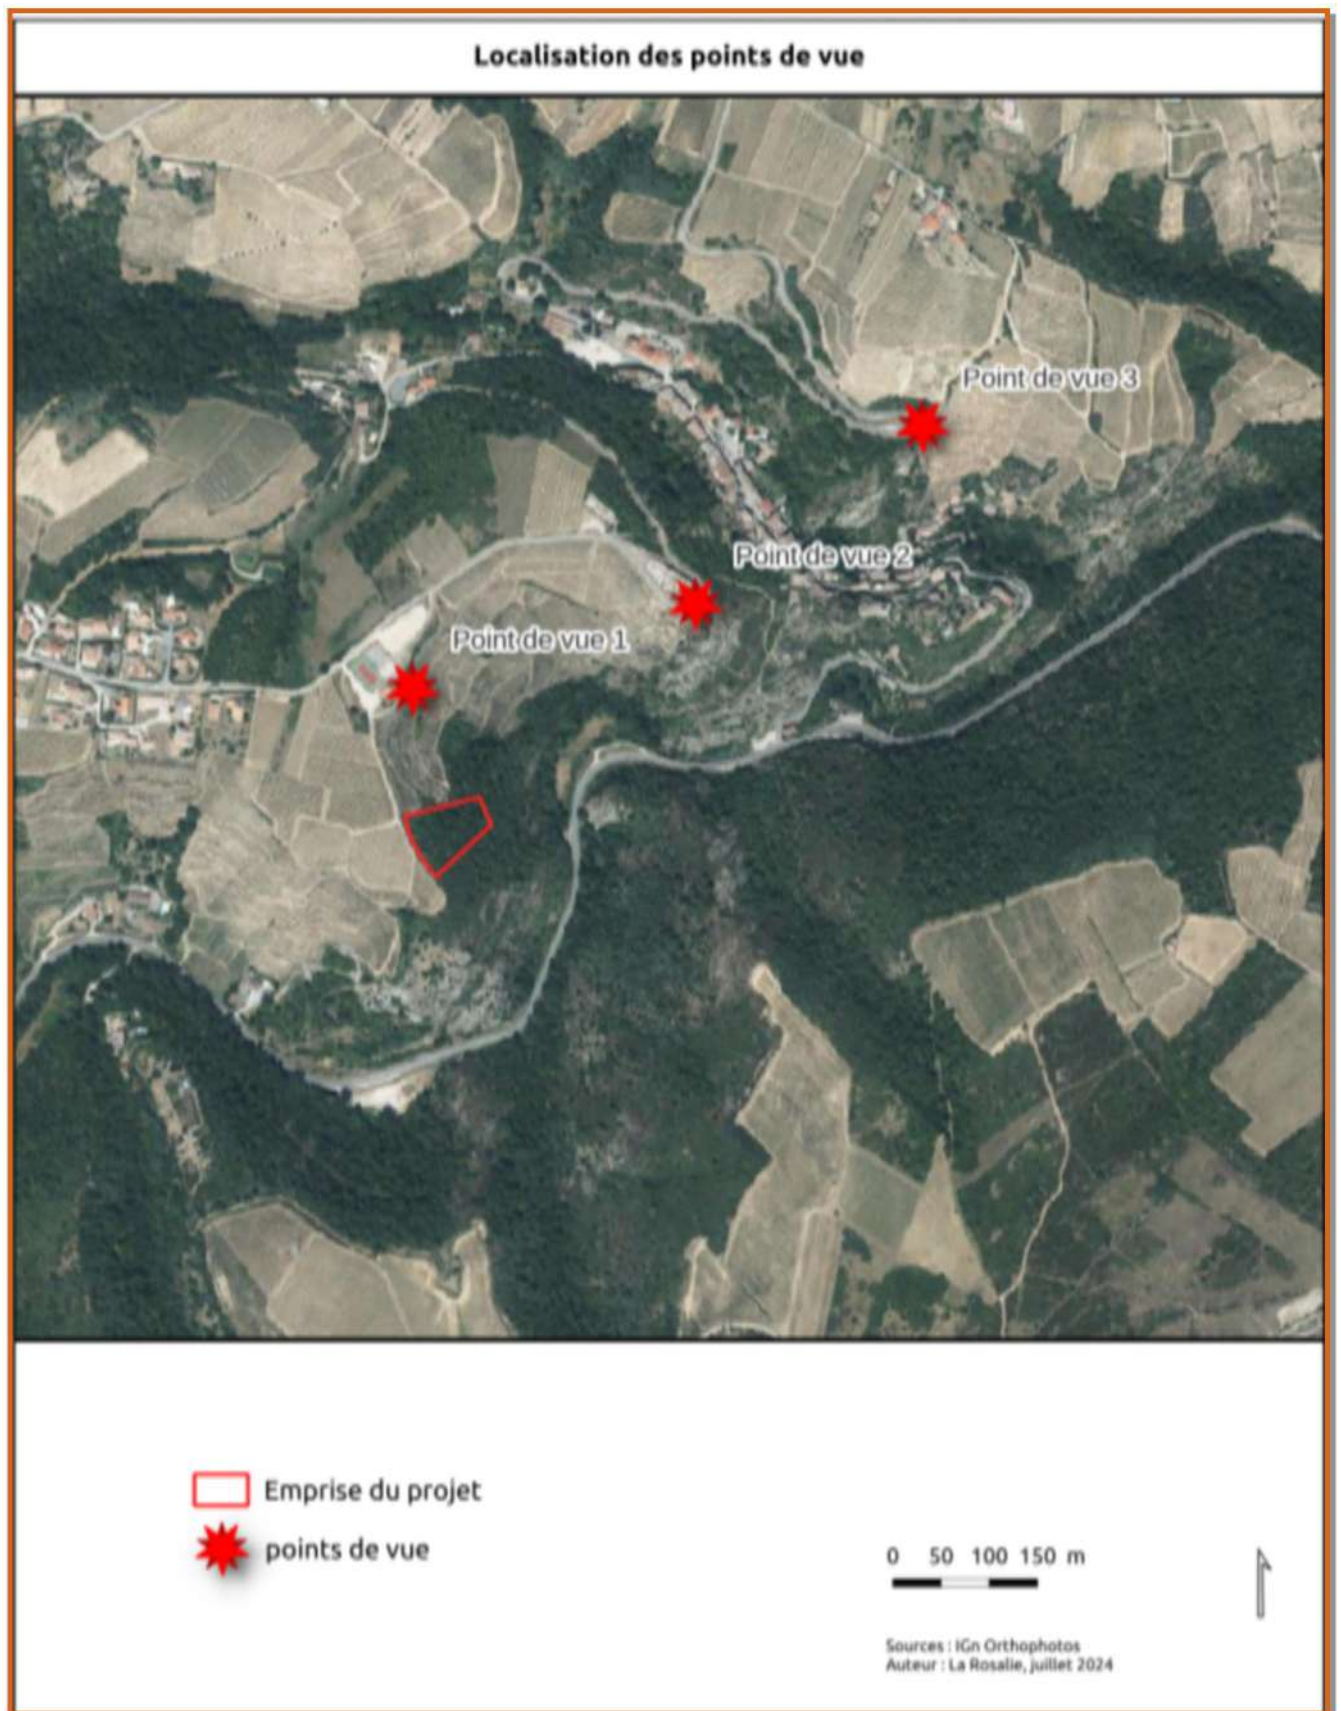 Localisation des points de vue
Point de vue 3
Point de vue 2
Point de vue 1
Emprise du projet
points de vue
0 50 100 150 m
Sources : IGn Orthophotos
Auteur : La Rosalie, juillet 2024